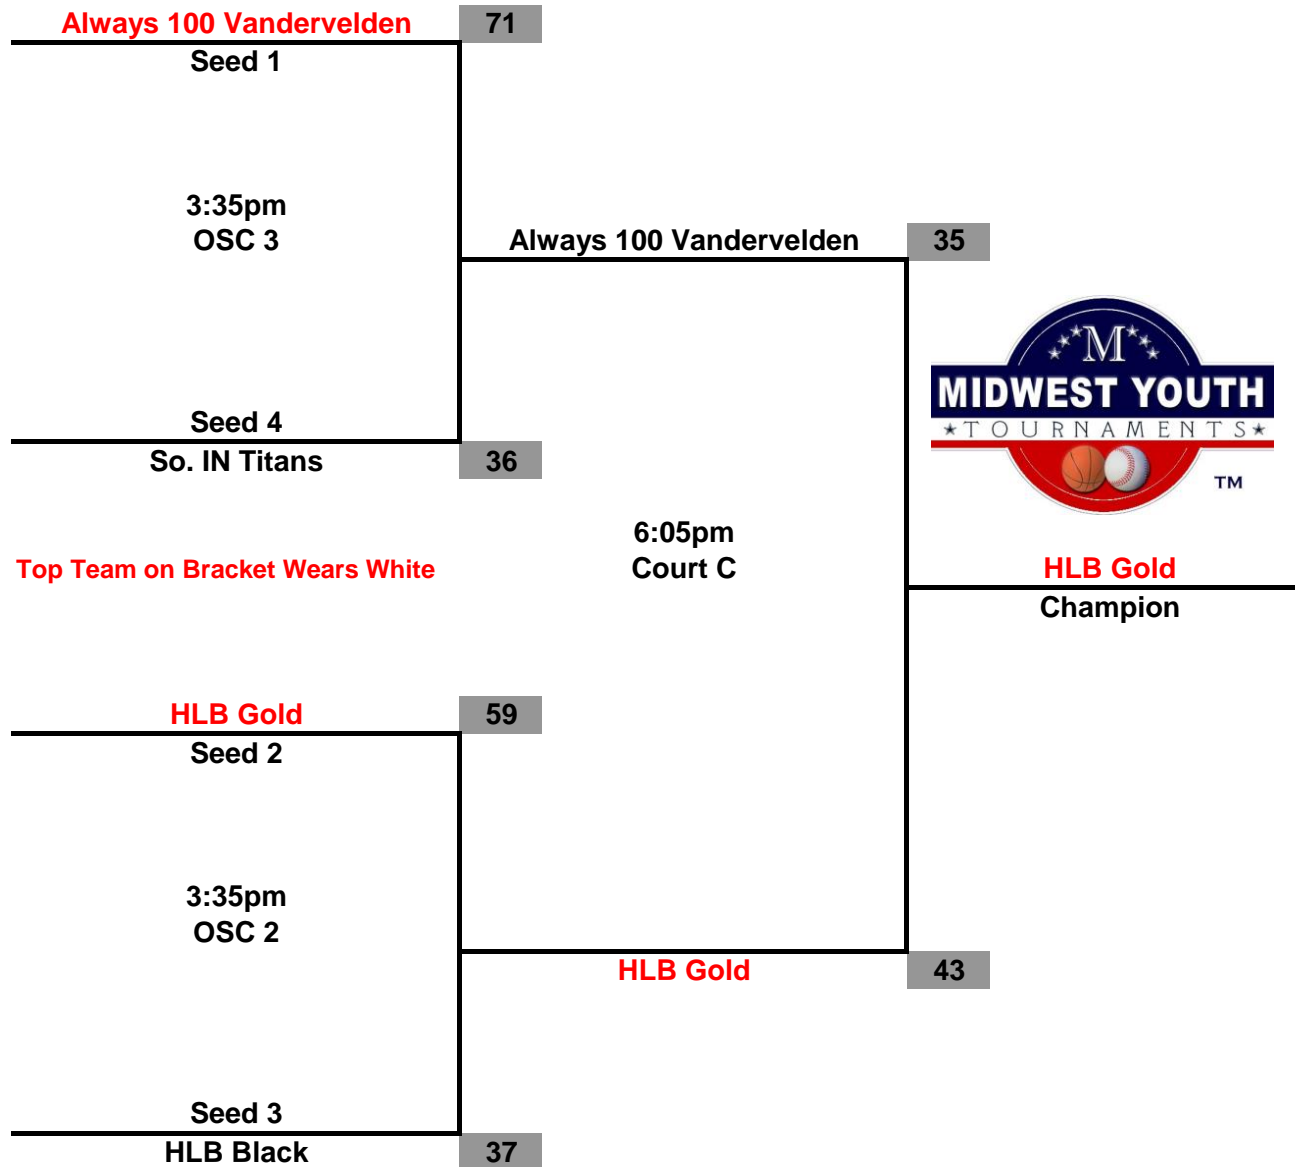 Always 100 Vandervelden 71
Seed 1
3:35pm
OSC 3
Always 100 Vandervelden 35
M
MIDWEST YOUTH
TOURNAMENTS
TM
Seed 4
So. IN Titans 36
6:05pm
Court C
Top Team on Bracket Wears White
HLB Gold
Champion
HLB Gold 59
Seed 2
3:35pm
OSC 2
HLB Gold 43
Seed 3
HLB Black 37